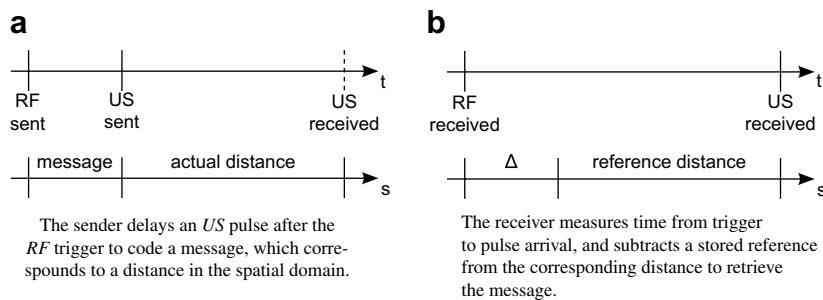 a
t
RF sent
US sent
US received
message
actual distance
s
The sender delays an US pulse after the
RF trigger to code a message, which corre-
sponds to a distance in the spatial domain.
b
t
RF received
US received
Δ
reference distance
s
The receiver measures time from trigger
to pulse arrival, and subtracts a stored reference
from the corresponding distance to retrieve
the message.